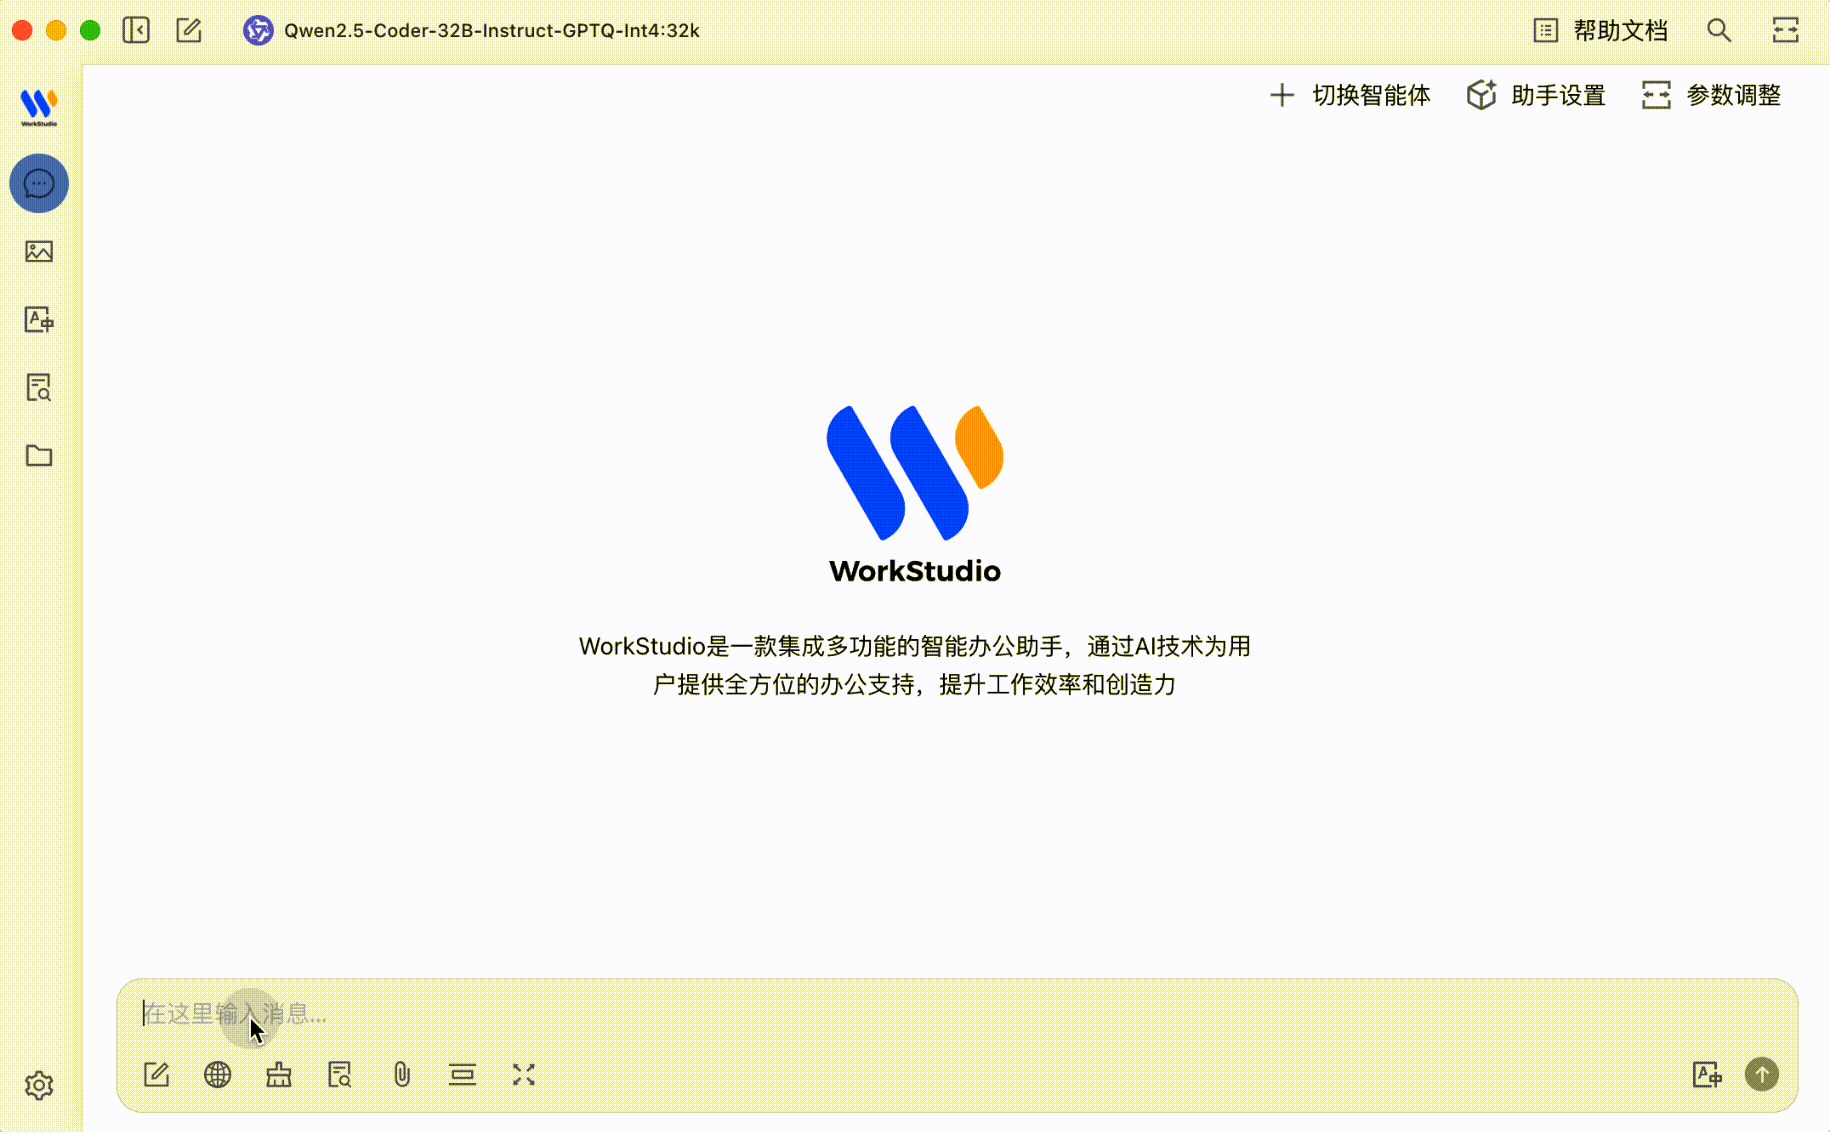 Qwen2.5-Coder-32B-Instruct-GPTQ-Int4:32k
帮助文档
WorkStudio
切换智能体
助手设置
参数调整
WorkStudio
WorkStudio是一款集成多功能的智能办公助手，通过AI技术为用
户提供全方位的办公支持，提升工作效率和创造力
在这里输入消息...